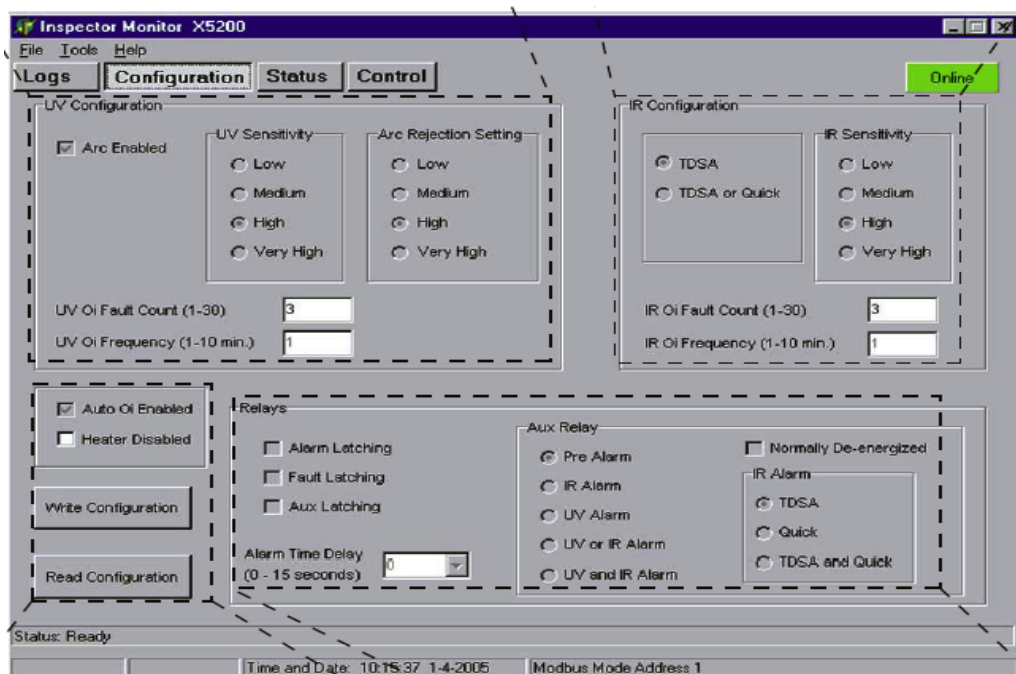 Inspector Monitor X5200
File Tools Help
Logs Configuration Status Control Online
UV Configuration
Arc Enabled
UV Sensitivity
Low
Medium
High
Very High
Arc Rejection Setting
Low
Medium
High
Very High
UV Oi Fault Count (1-30) 3
UV Oi Frequency (1-10 min.) 1
IR Configuration
TDSA
TDSA or Quick
IR Sensitivity
Low
Medium
High
Very High
IR Oi Fault Count (1-30) 3
IR Oi Frequency (1-10 min.) 1
Auto Oi Enabled
Heater Disabled
Write Configuration
Read Configuration
Relays
Alarm Latching
Fault Latching
Aux Latching
Alarm Time Delay
(0 - 15 seconds) 0
Aux Relay
Pre Alarm
IR Alarm
UV Alarm
UV or IR Alarm
UV and IR Alarm
Normally De-energized
IR Alarm
TDSA
Quick
TDSA and Quick
Status: Ready
Time and Date: 10:15:37 1-4-2005 Modbus Mode Address 1